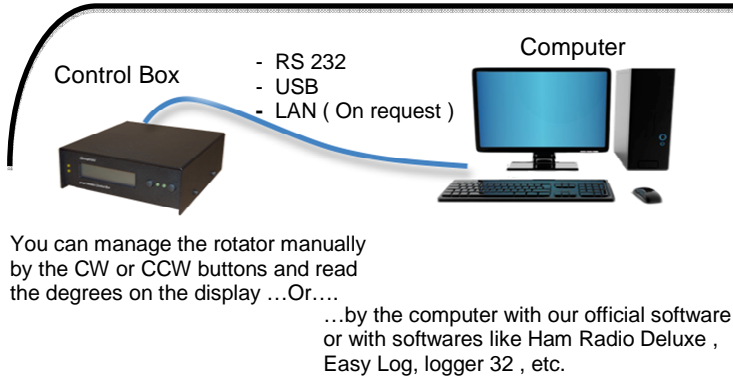 Computer
Control Box
- RS 232
- USB
- LAN ( On request )
You can manage the rotator manually
by the CW or CCW buttons and read
the degrees on the display …Or….
…by the computer with our official software
or with softwares like Ham Radio Deluxe ,
Easy Log, logger 32 , etc.